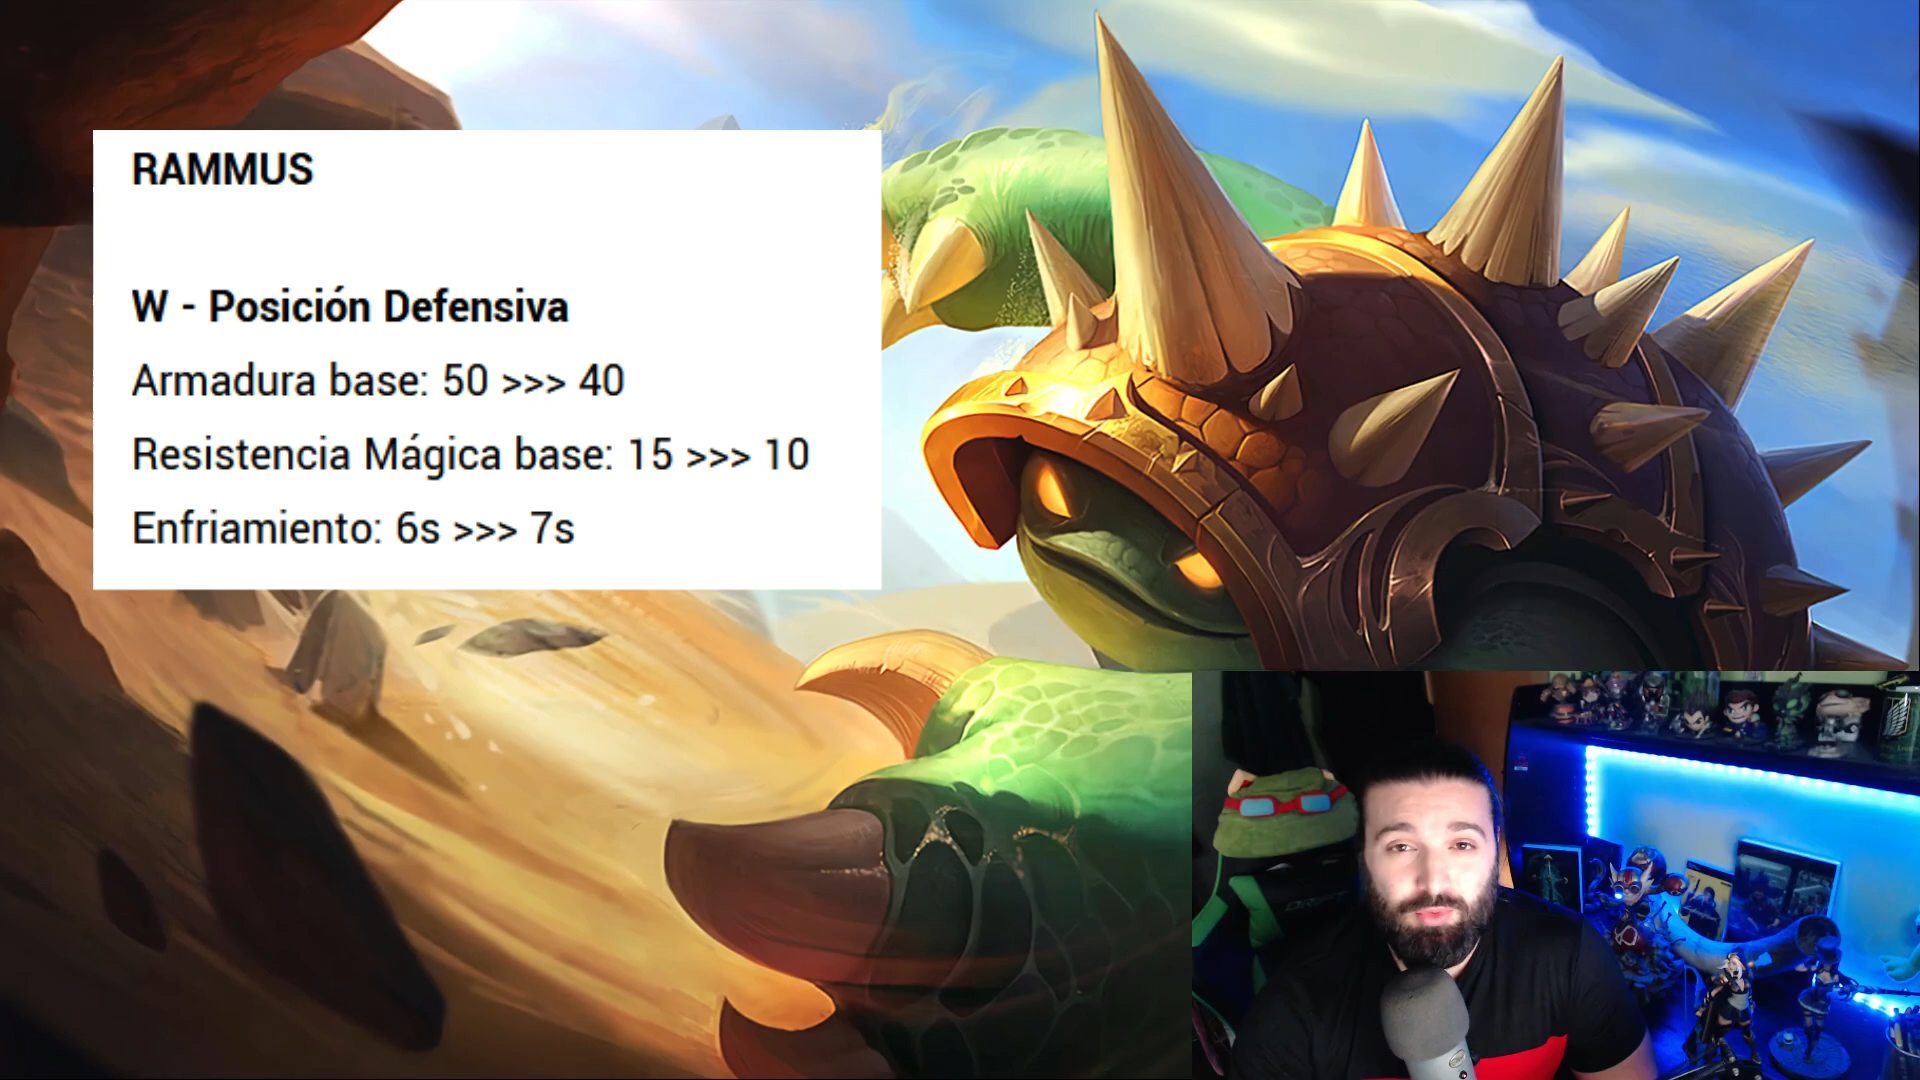 RAMMUS
W - Posición Defensiva
Armadura base: 50 >>> 40
Resistencia Mágica base: 15 >>> 10
Enfriamiento: 6s >>> 7s